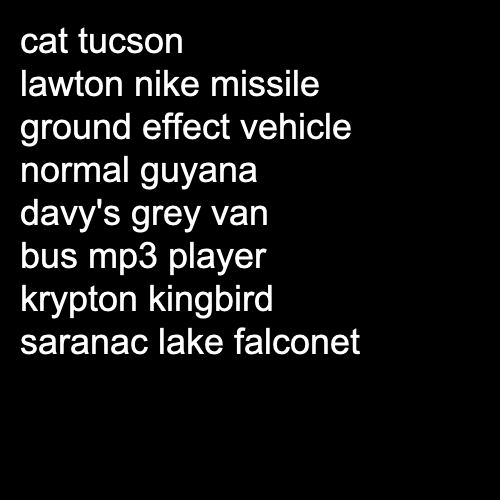 cat tucson
lawton nike missile
ground effect vehicle
normal guyana
davy's grey van
bus mp3 player
krypton kingbird
saranac lake falconet